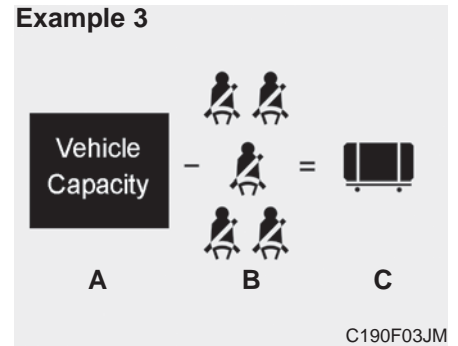 Example 3
Vehicle
Capacity
- =
A B C
C190F03JM